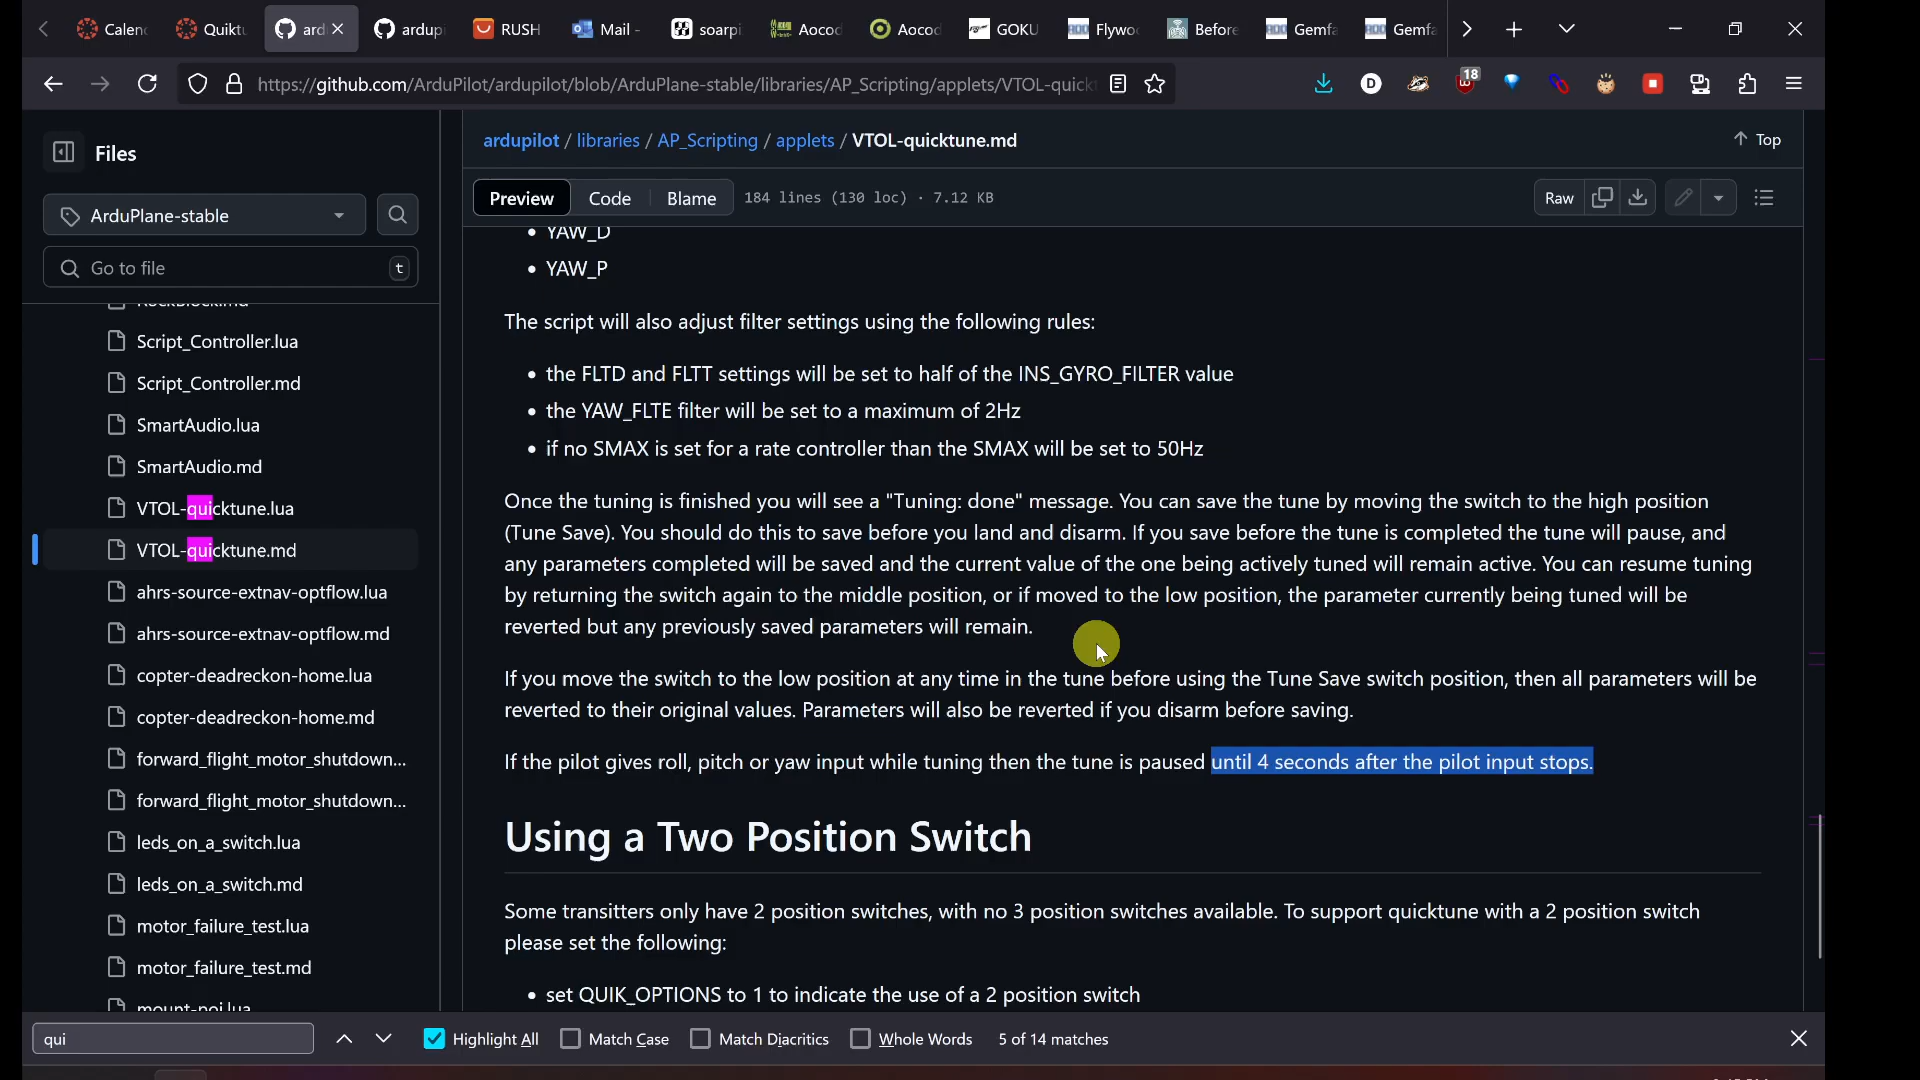 Calenc
Quiktu
ard
ardupi
RUSH
Mail -
soarpi
Aocod
Aocod
GOKU
Flywo
Before
Gemfa
Gemfa
https://github.com/ArduPilot/ardupilot/blob/ArduPlane-stable/libraries/AP_Scripting/applets/VTOL-quickt
D
18
Files
ardupilot / libraries / AP_Scripting / applets / VTOL-quicktune.md
Top
ArduPlane-stable
Preview
Code
Blame
184 lines (130 loc) · 7.12 KB
Raw
Go to file
t
Script_Controller.lua
Script_Controller.md
SmartAudio.lua
SmartAudio.md
VTOL-quicktune.lua
VTOL-quicktune.md
ahrs-source-extnav-optflow.lua
ahrs-source-extnav-optflow.md
copter-deadreckon-home.lua
copter-deadreckon-home.md
forward_flight_motor_shutdown...
forward_flight_motor_shutdown...
leds_on_a_switch.lua
leds_on_a_switch.md
motor_failure_test.lua
motor_failure_test.md
mount-poi.lua
• YAW_D
• YAW_P
The script will also adjust filter settings using the following rules:
• the FLTD and FLTT settings will be set to half of the INS_GYRO_FILTER value
• the YAW_FLTE filter will be set to a maximum of 2Hz
• if no SMAX is set for a rate controller than the SMAX will be set to 50Hz
Once the tuning is finished you will see a "Tuning: done" message. You can save the tune by moving the switch to the high position
(Tune Save). You should do this to save before you land and disarm. If you save before the tune is completed the tune will pause, and
any parameters completed will be saved and the current value of the one being actively tuned will remain active. You can resume tuning
by returning the switch again to the middle position, or if moved to the low position, the parameter currently being tuned will be
reverted but any previously saved parameters will remain.
If you move the switch to the low position at any time in the tune before using the Tune Save switch position, then all parameters will be
reverted to their original values. Parameters will also be reverted if you disarm before saving.
If the pilot gives roll, pitch or yaw input while tuning then the tune is paused until 4 seconds after the pilot input stops.
Using a Two Position Switch
Some transitters only have 2 position switches, with no 3 position switches available. To support quicktune with a 2 position switch
please set the following:
• set QUIK_OPTIONS to 1 to indicate the use of a 2 position switch
qui
Highlight All
Match Case
Match Diacritics
Whole Words
5 of 14 matches